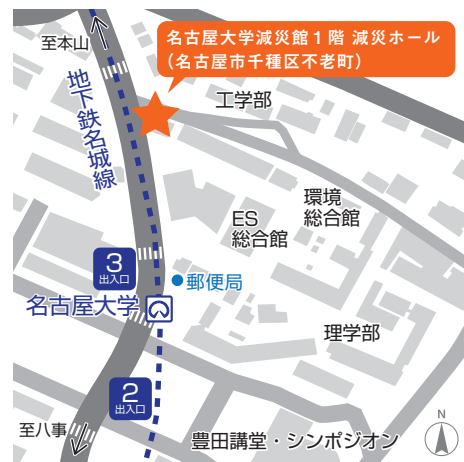 至本山
名古屋大学減災館1階 減災ホール
(名古屋市千種区不老町)
地下鉄名城線
工学部
環境
総合館
ES
総合館
3
出入口
郵便局
名古屋大学
理学部
2
出入口
至八事
豊田講堂・シンポジオン
N